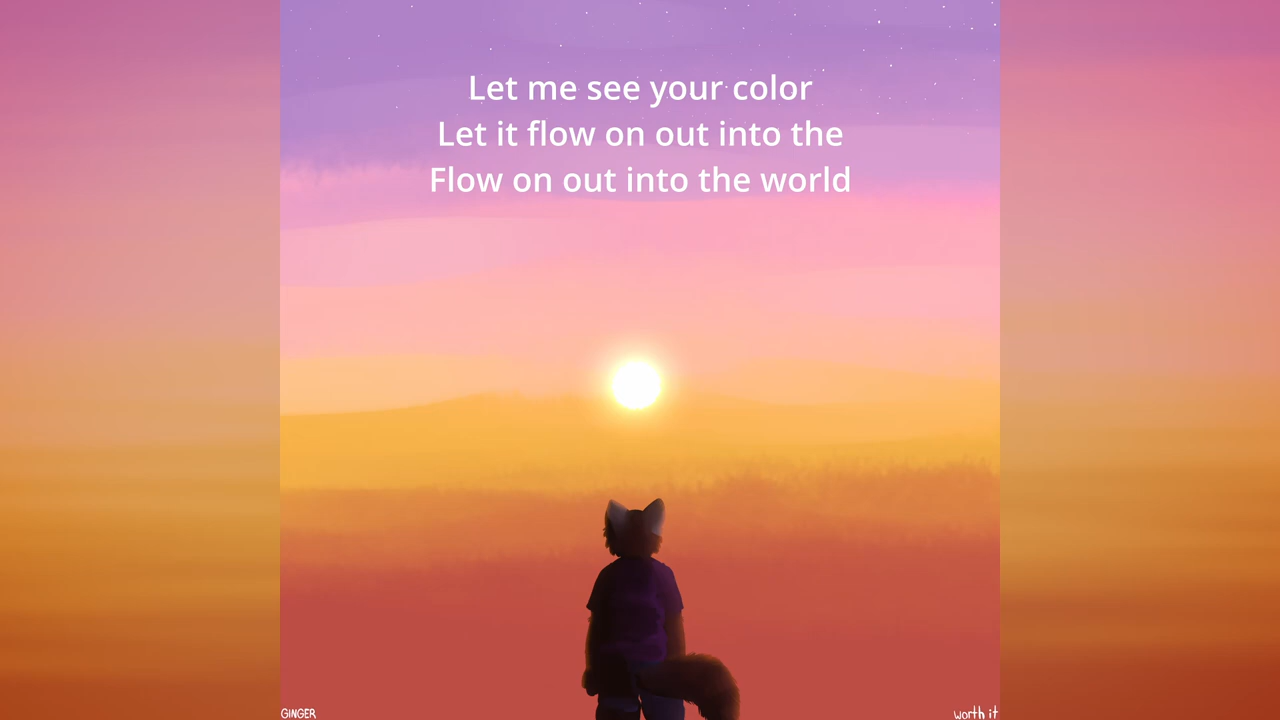 Let me see your color
Let it flow on out into the
Flow on out into the world
GINGER
worth it